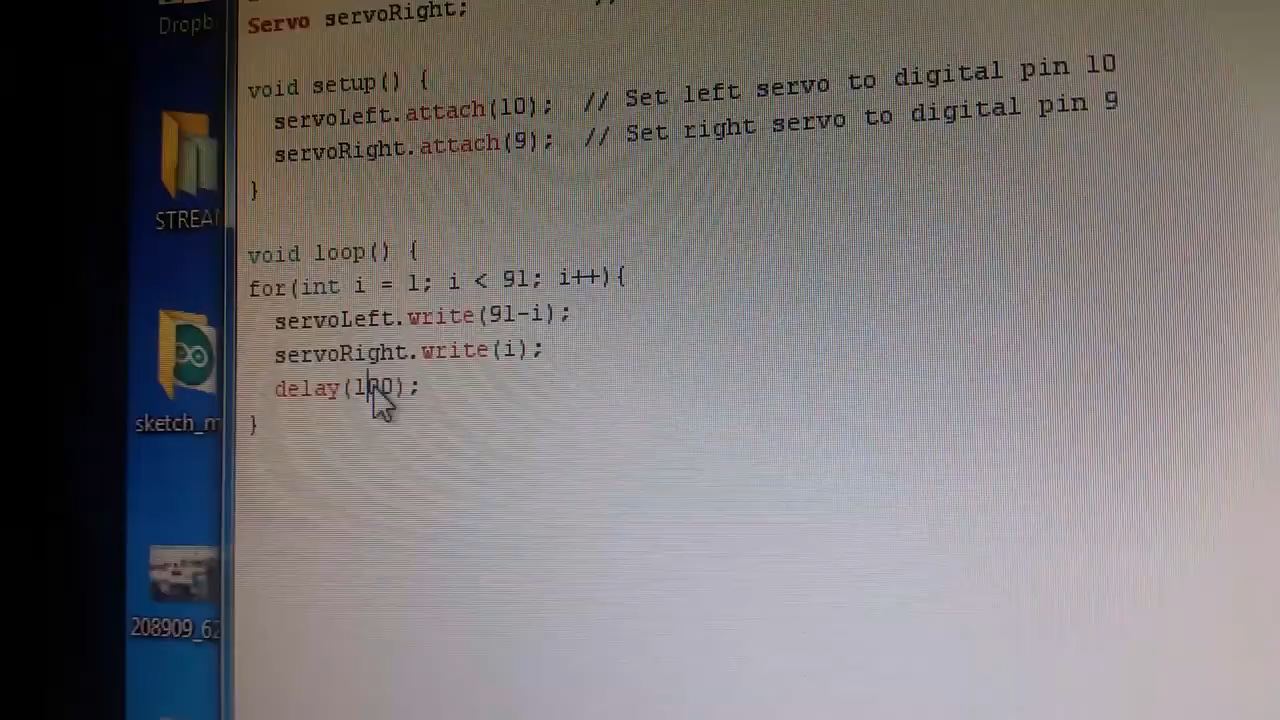 Dropb
Servo servoRight;
void setup() {
servoLeft.attach(10); // Set left servo to digital pin 10
servoRight.attach(9); // Set right servo to digital pin 9
}
STREA
void loop() {
for(int i = 1; i < 91; i++){
servoLeft.write(91-i);
servoRight.write(i);
delay(100);
}
sketch_m
208909_62